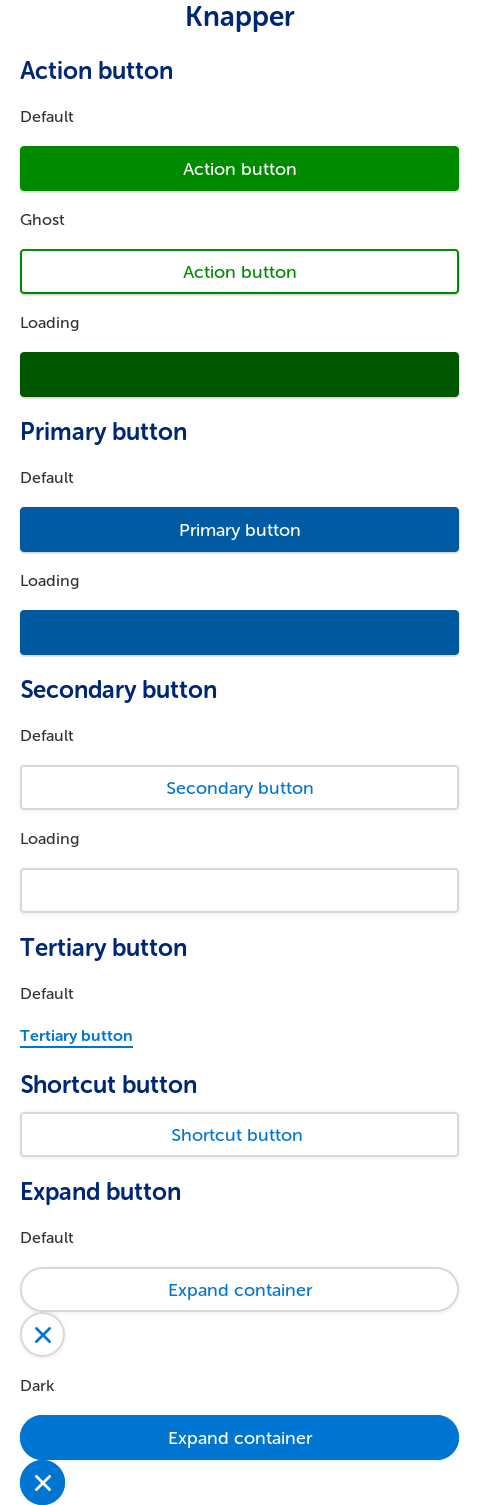 Knapper
Action button
Default
Action button
Ghost
Action button
Loading
Primary button
Default
Primary button
Loading
Secondary button
Default
Secondary button
Loading
Tertiary button
Default
Tertiary button
Shortcut button
Shortcut button
Expand button
Default
Expand container
Dark
Expand container